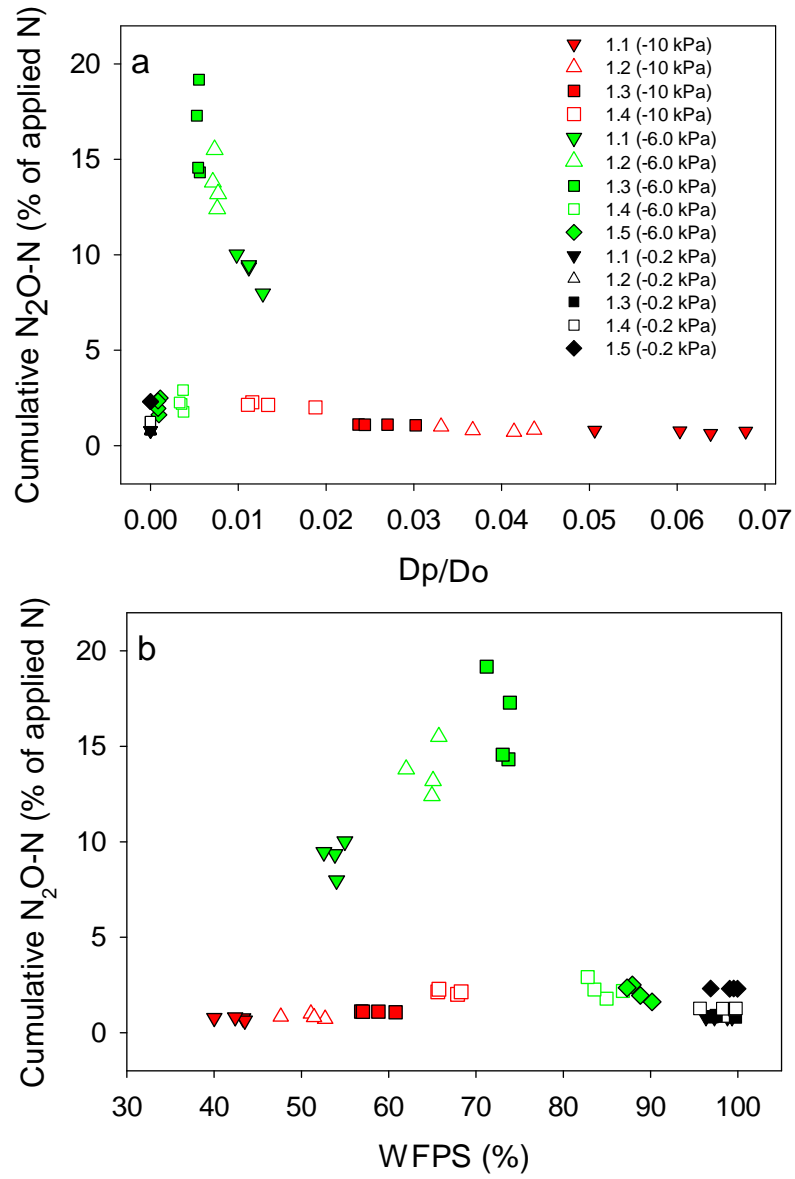 a
Cumulative N2O-N (% of applied N)
20
15
10
5
0
1.1 (-10 kPa)
1.2 (-10 kPa)
1.3 (-10 kPa)
1.4 (-10 kPa)
1.1 (-6.0 kPa)
1.2 (-6.0 kPa)
1.3 (-6.0 kPa)
1.4 (-6.0 kPa)
1.5 (-6.0 kPa)
1.1 (-0.2 kPa)
1.2 (-0.2 kPa)
1.3 (-0.2 kPa)
1.4 (-0.2 kPa)
1.5 (-0.2 kPa)
0.00 0.01 0.02 0.03 0.04 0.05 0.06 0.07
Dp/Do
b
Cumulative N2O-N (% of applied N)
20
15
10
5
0
30 40 50 60 70 80 90 100
WFPS (%)